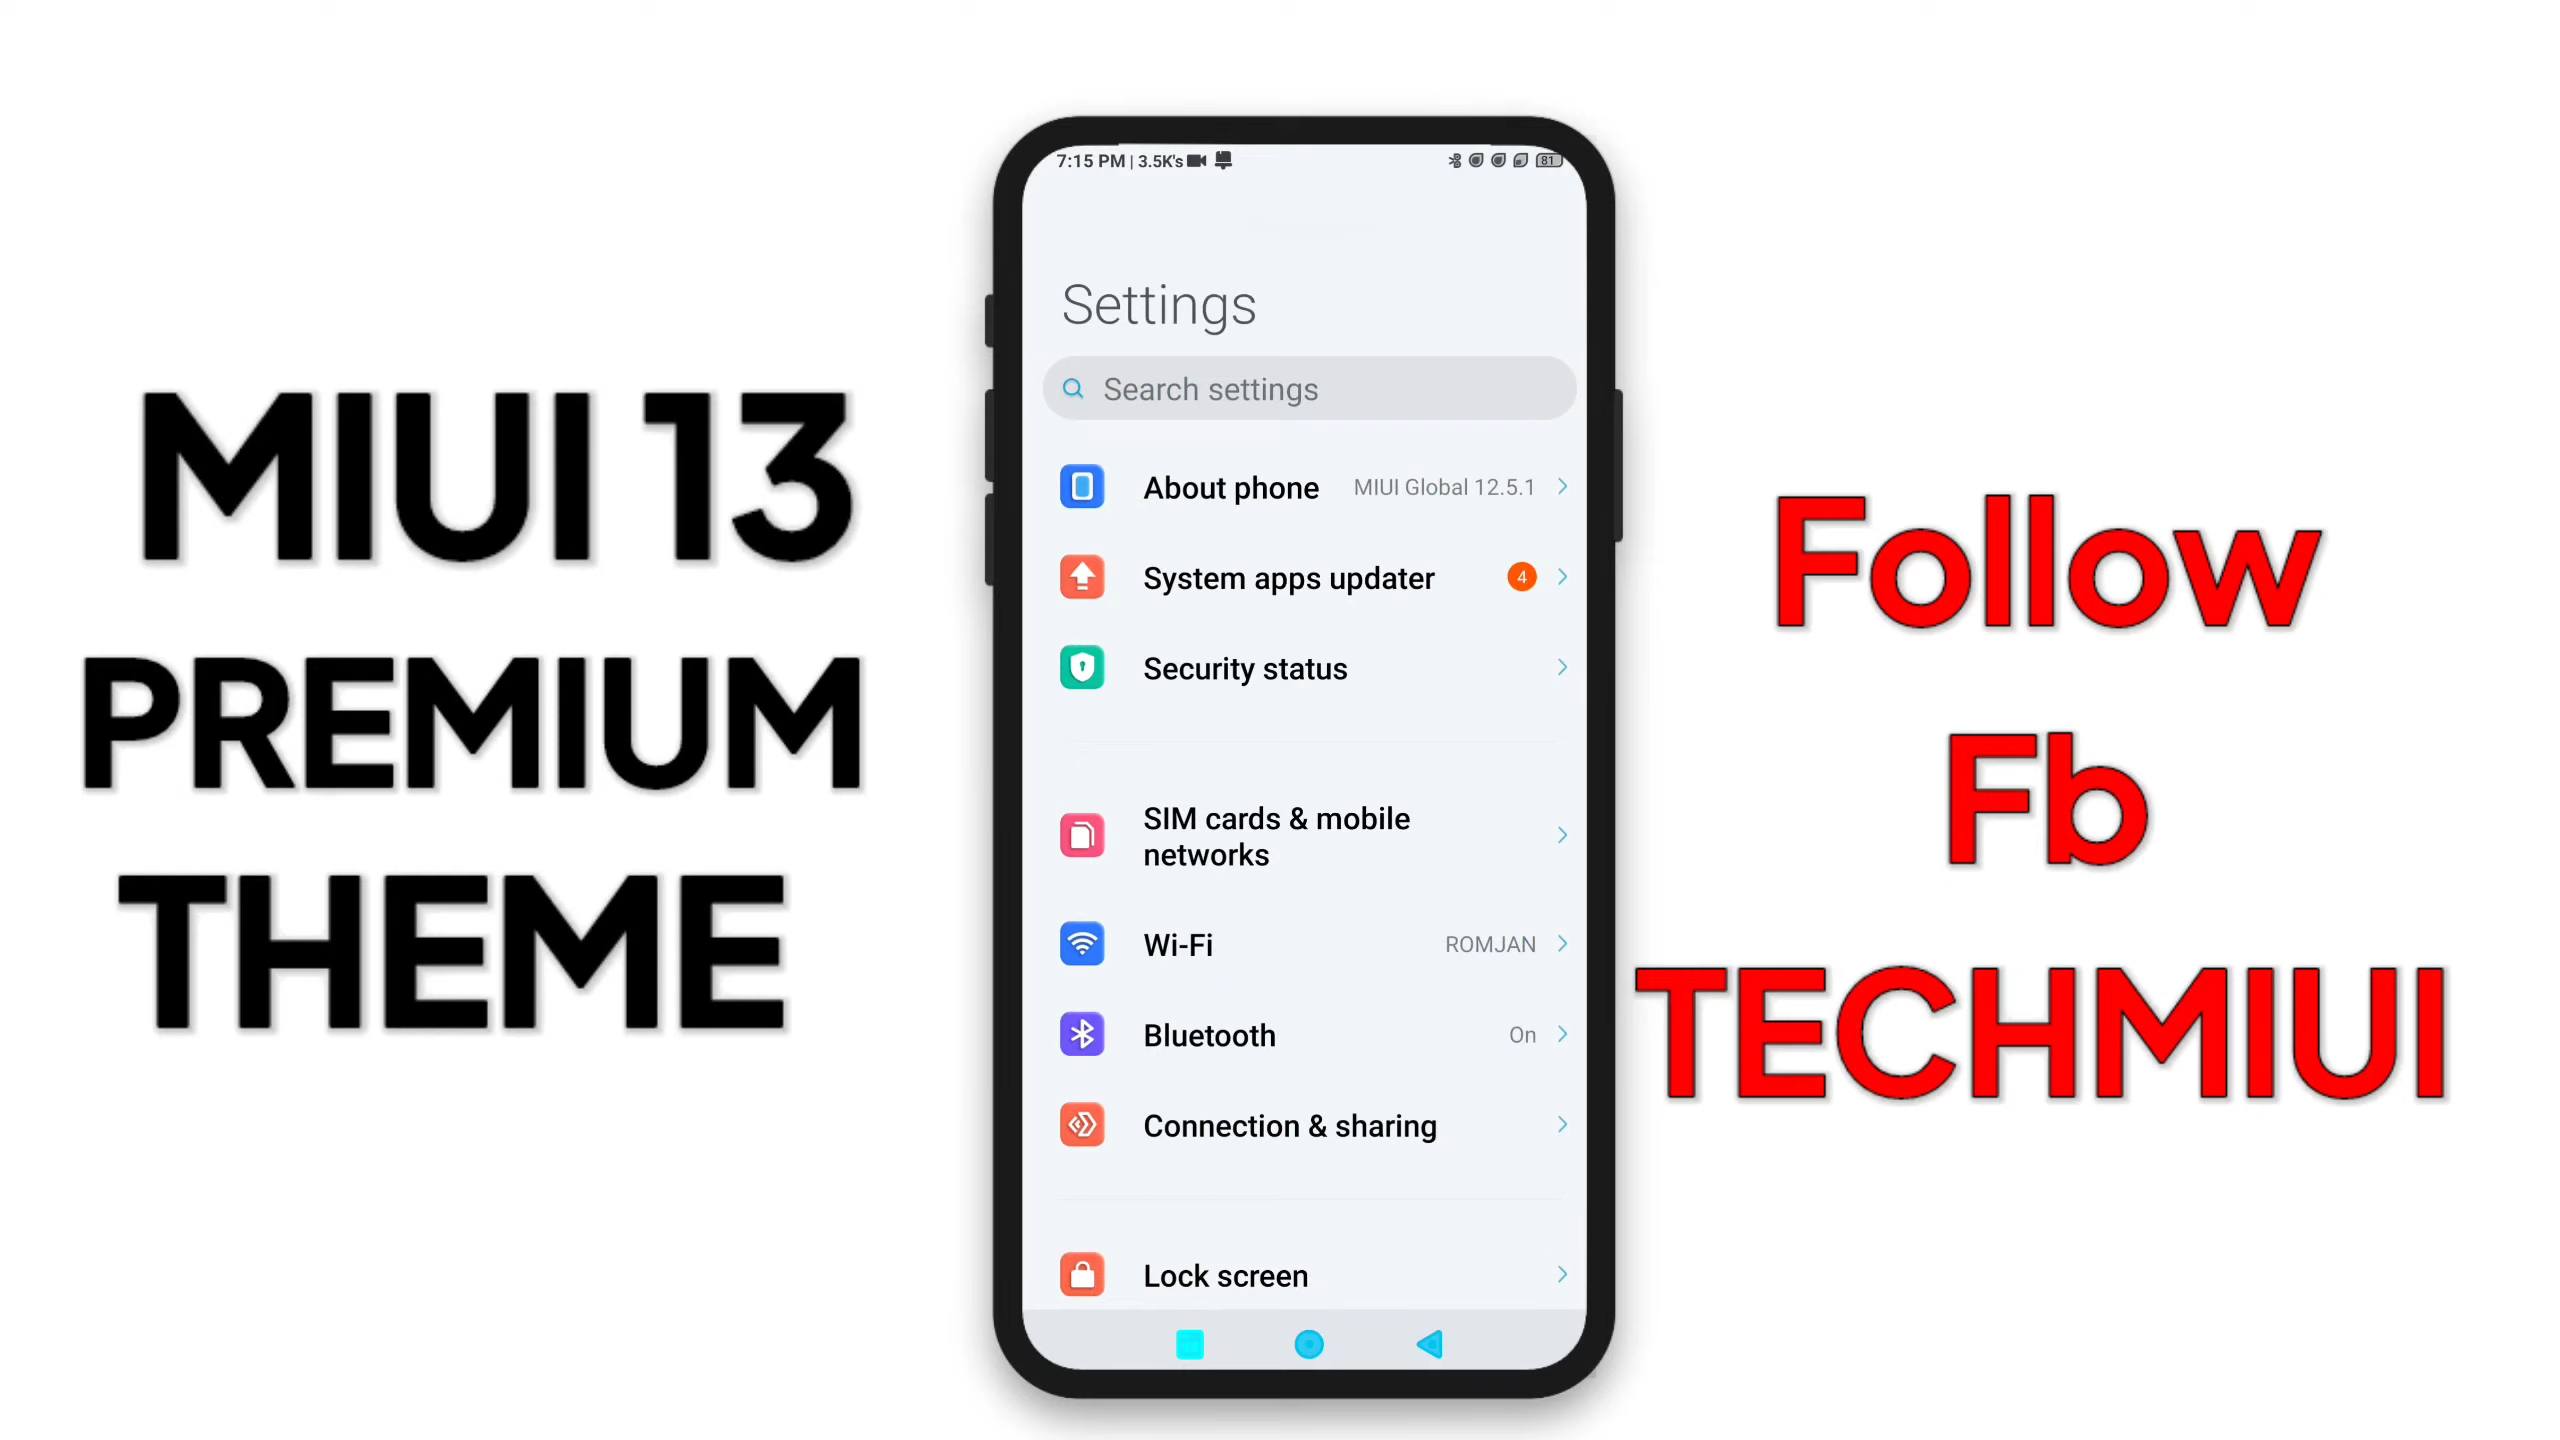 MIUI 13
PREMIUM
THEME
7:15 PM | 3.5K's
81
Settings
Search settings
About phone MIUI Global 12.5.1
System apps updater 4
Security status
SIM cards & mobile
networks
Wi-Fi ROMJAN
Bluetooth On
Connection & sharing
Lock screen
Follow
Fb
TECHMIUI